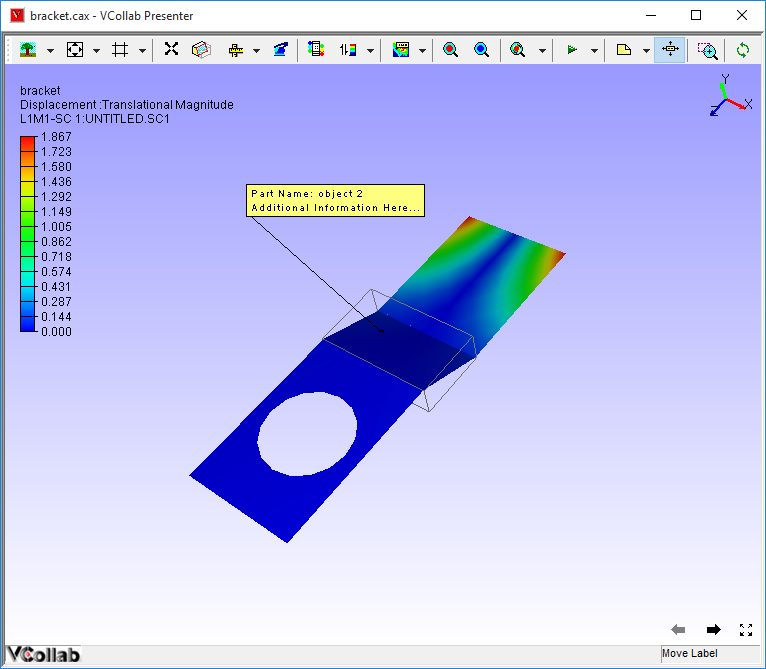 bracket.cax - VCollab Presenter
bracket
Displacement :Translational Magnitude
L1M1-SC 1:UNTITLED.SC1
1.867
1.723
1.580
1.436
1.292
1.149
1.005
0.862
0.718
0.574
0.431
0.287
0.144
0.000
Part Name: object 2
Additional Information Here...
Y
X
Z
VCollab
Move Label